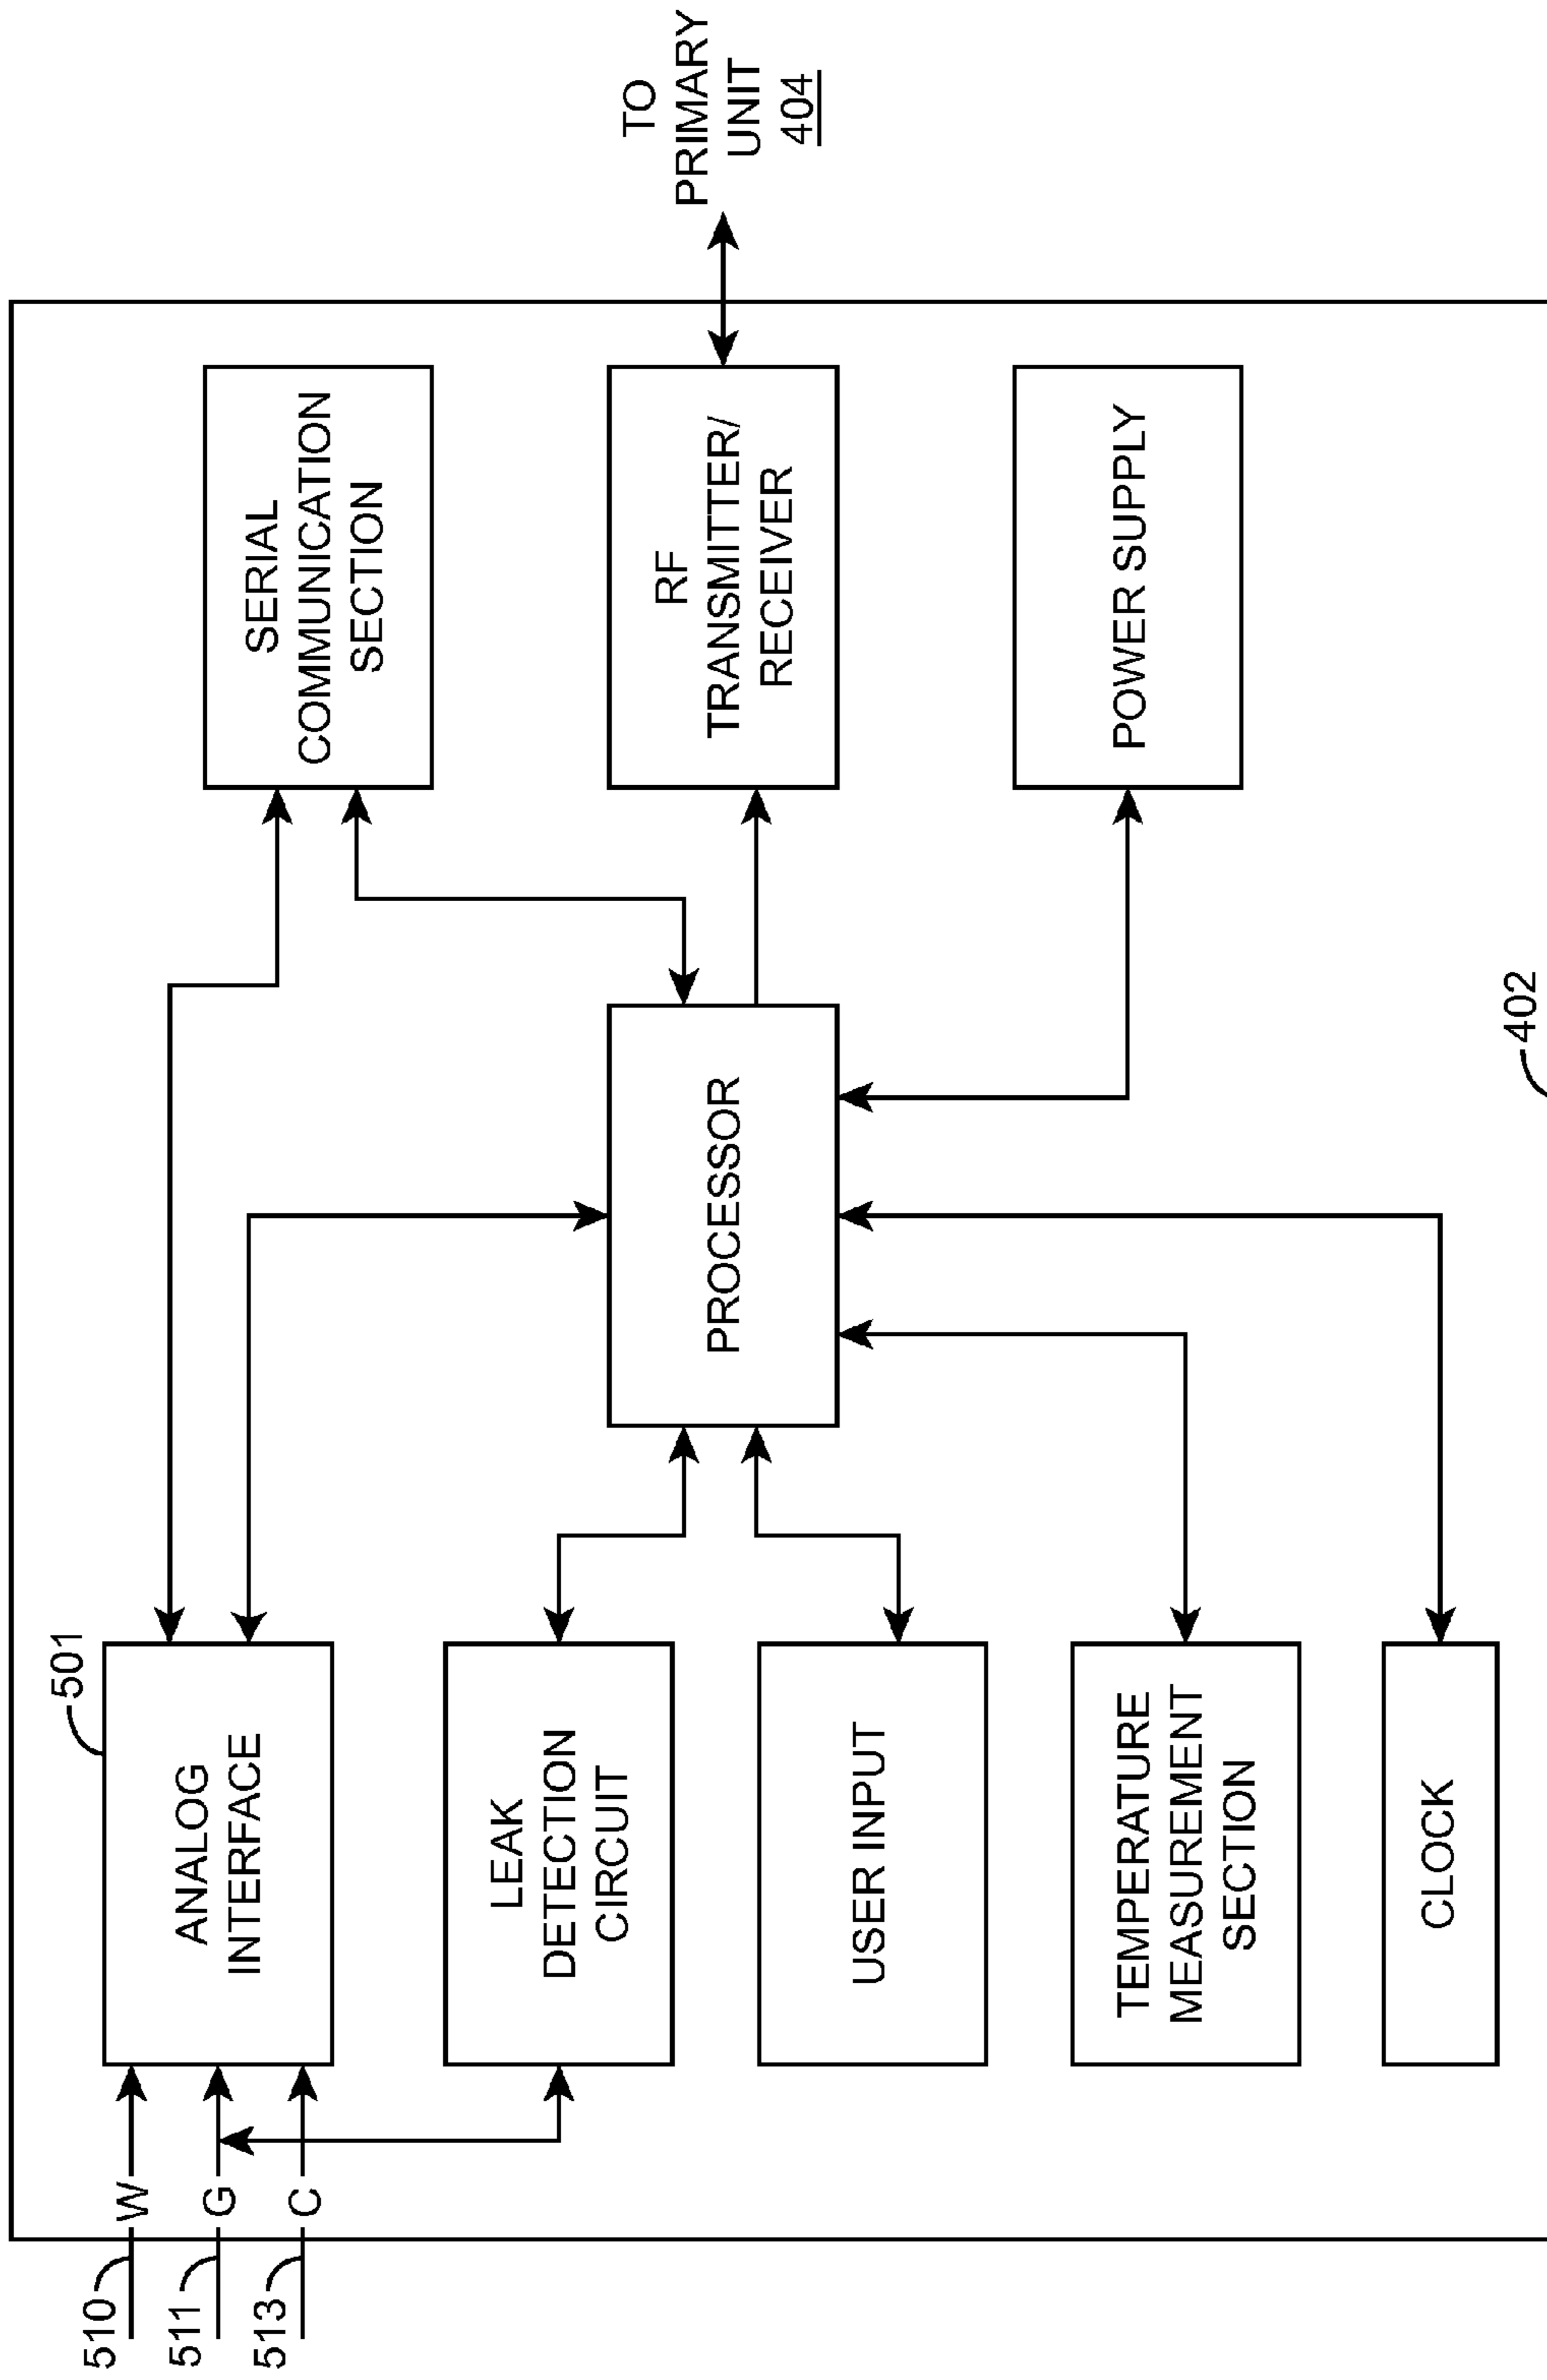 510
W
511
G
513
C
501
ANALOG
INTERFACE
SERIAL
COMMUNICATION
SECTION
LEAK
DETECTION
CIRCUIT
PROCESSOR
RF
TRANSMITTER/
RECEIVER
TO
PRIMARY
UNIT
404
USER INPUT
TEMPERATURE
MEASUREMENT
SECTION
POWER SUPPLY
CLOCK
402